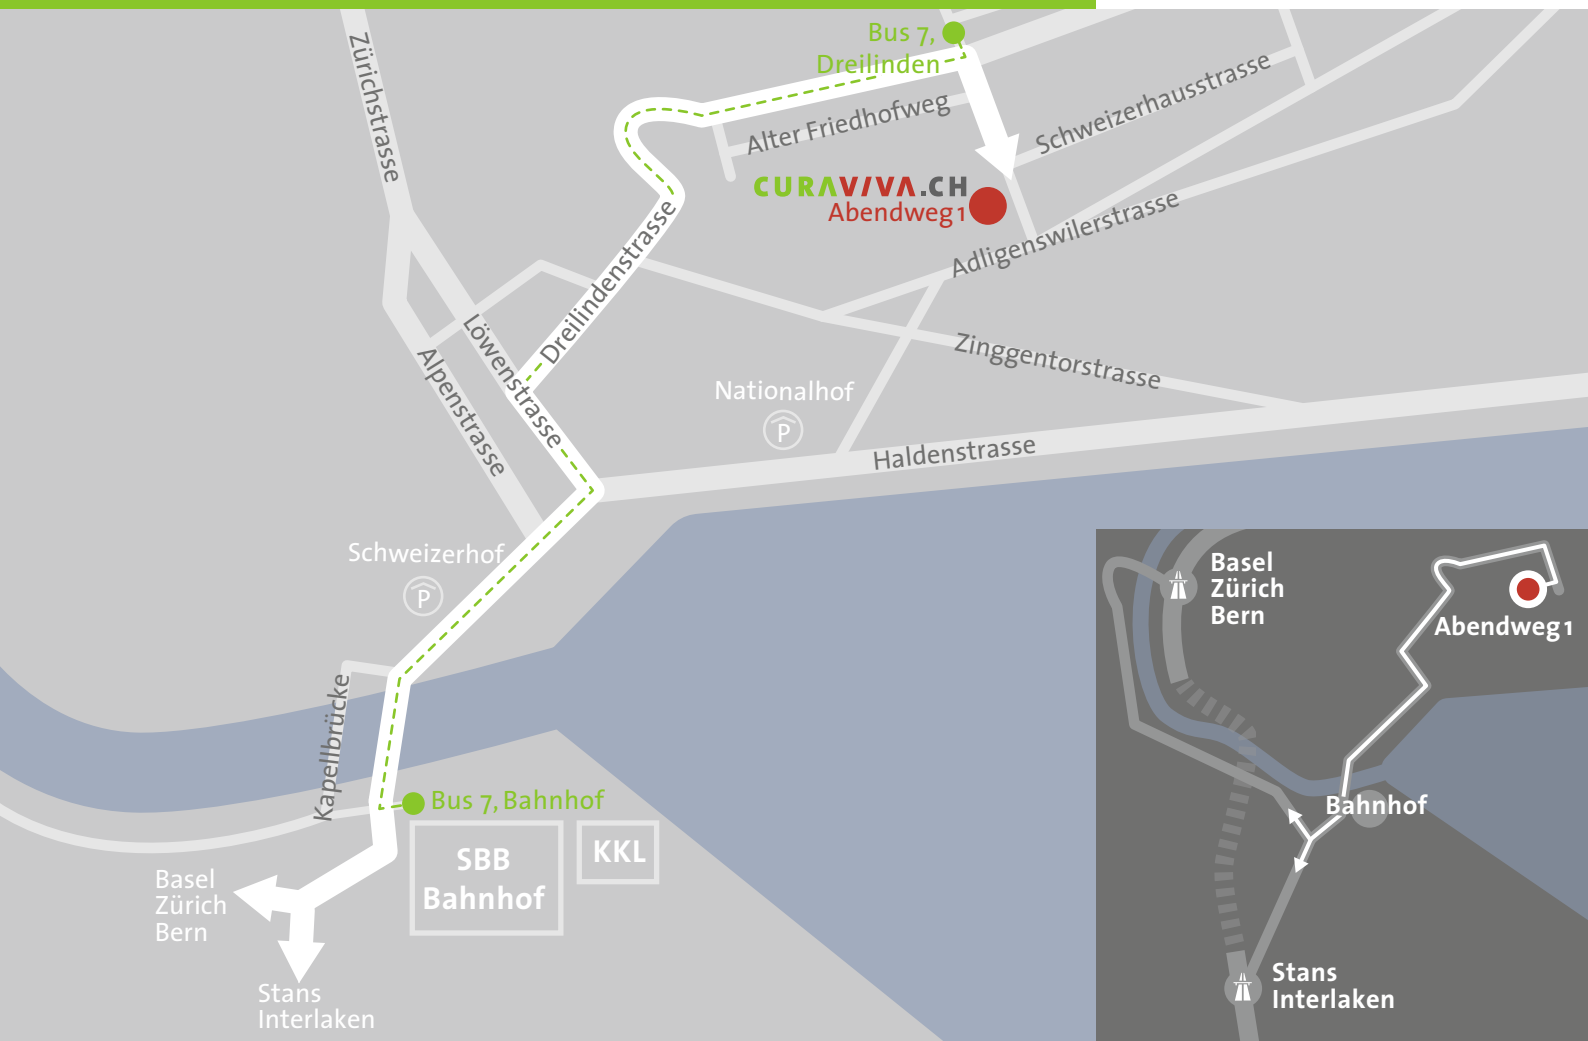 Bus 7,
Dreilinden
Zürichstrasse
Schweizerhausstrasse
Alter Friedhofweg
CURAVIVA.CH
Abendweg 1
Adligenswilerstrasse
Dreilindenstrasse
Löwenstrasse
Alpenstrasse
Zinggentorstrasse
Nationalhof
P
Haldenstrasse
Schweizerhof
P
Kapellbrücke
Bus 7, Bahnhof
SBB
Bahnhof
KKL
Basel
Zürich
Bern
Stans
Interlaken
Basel
Zürich
Bern
Abendweg 1
Bahnhof
Stans
Interlaken